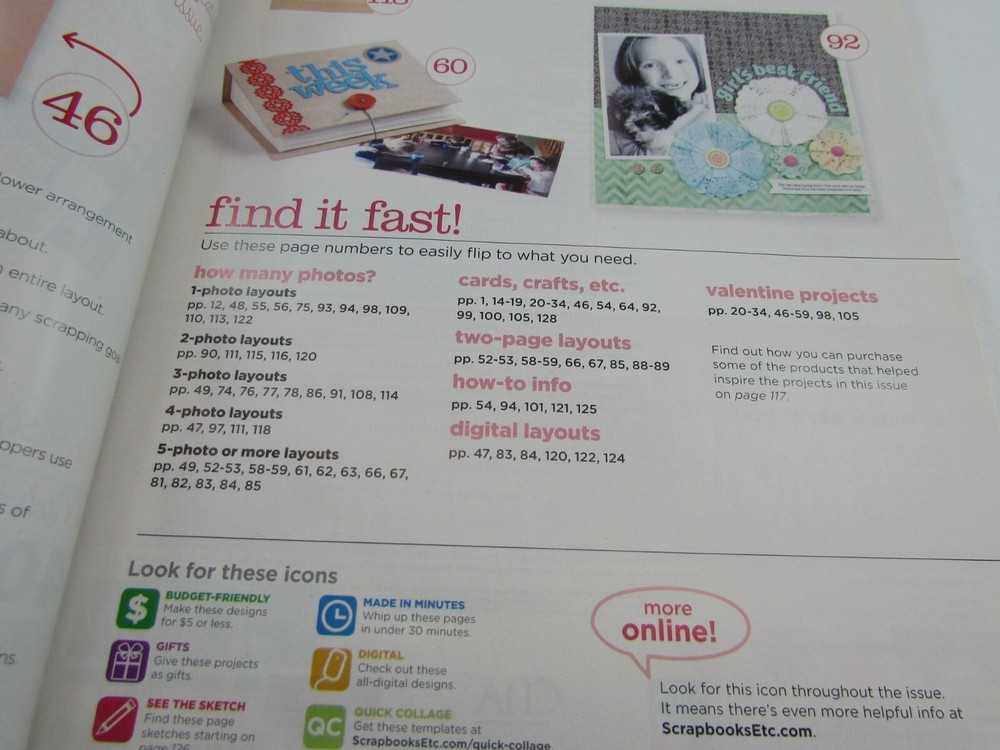 issue
46
lower arrangement
about.
entire layout.
any scrapping goa
ppers use
s of
ns.
60
this
week
92
girl's best friend
find it fast!
Use these page numbers to easily flip to what you need.
how many photos?
1-photo layouts
pp. 12, 48, 55, 56, 75, 93, 94, 98, 109,
110, 113, 122
2-photo layouts
pp. 90, 111, 115, 116, 120
3-photo layouts
pp. 49, 74, 76, 77, 78, 86, 91, 108, 114
4-photo layouts
pp. 47, 97, 111, 118
5-photo or more layouts
pp. 49, 52-53, 58-59, 61, 62, 63, 66, 67,
81, 82, 83, 84, 85
cards, crafts, etc.
pp. 1, 14-19, 20-34, 46, 54, 64, 92,
99, 100, 105, 128
two-page layouts
pp. 52-53, 58-59, 66, 67, 85, 88-89
how-to info
pp. 54, 94, 101, 121, 125
digital layouts
pp. 47, 83, 84, 120, 122, 124
valentine projects
pp. 20-34, 46-59, 98, 105
Find out how you can purchase
some of the products that helped
inspire the projects in this issue
on page 117.
Look for these icons
$
BUDGET-FRIENDLY
Make these designs
for $5 or less.
GIFTS
Give these projects
as gifts.
SEE THE SKETCH
Find these page
sketches starting on
page 126
MADE IN MINUTES
Whip up these pages
in under 30 minutes.
DIGITAL
Check out these
all-digital designs.
QC
QUICK COLLAGE
Get these templates at
ScrapbooksEtc.com/quick-collage
more
online!
Look for this icon throughout the issue.
It means there's even more helpful info at
ScrapbooksEtc.com.